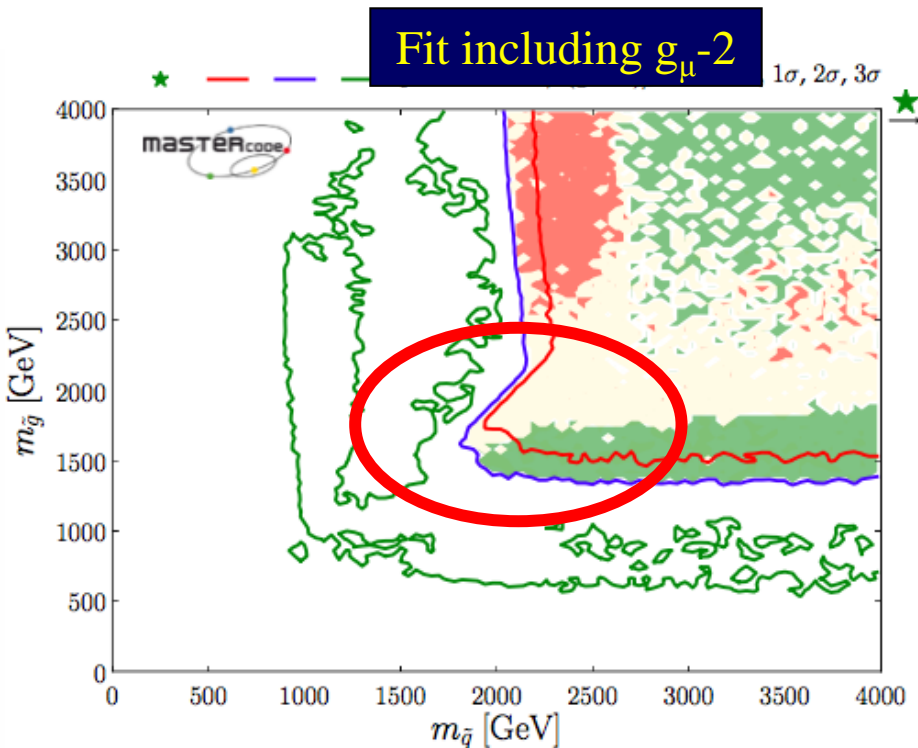 Fit including gμ-2
, 1σ, 2σ, 3σ
MASTERCODE
4000
3500
3000
2500
2000
1500
1000
500
0
m_g̃ [GeV]
0 500 1000 1500 2000 2500 3000 3500 4000
m_q̃ [GeV]